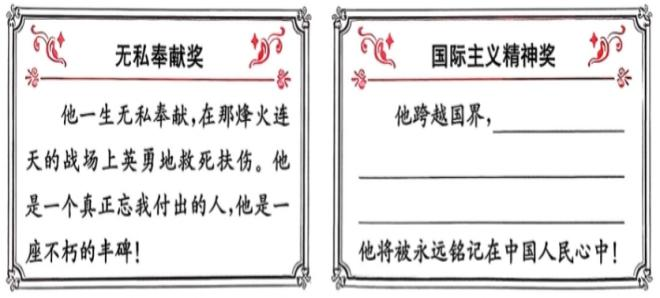 无私奉献奖
他一生无私奉献,在那烽火连
天的战场上英勇地救死扶伤。他
是一个真正忘我付出的人,他是一
座不朽的丰碑!
国际主义精神奖
他跨越国界,
他将被永远铭记在中国人民心中!